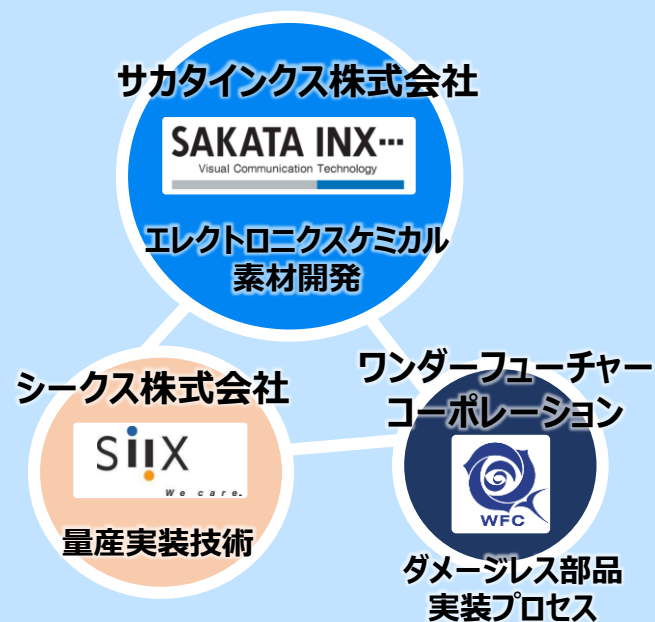 サカタインクス株式会社
SAKATA INX
Visual Communication Technology
エレクトロニクスケミカル
素材開発
シークス株式会社
SiiX
We care.
量産実装技術
ワンダーフューチャー
コーポレーション
WFC
ダメージレス部品
実装プロセス